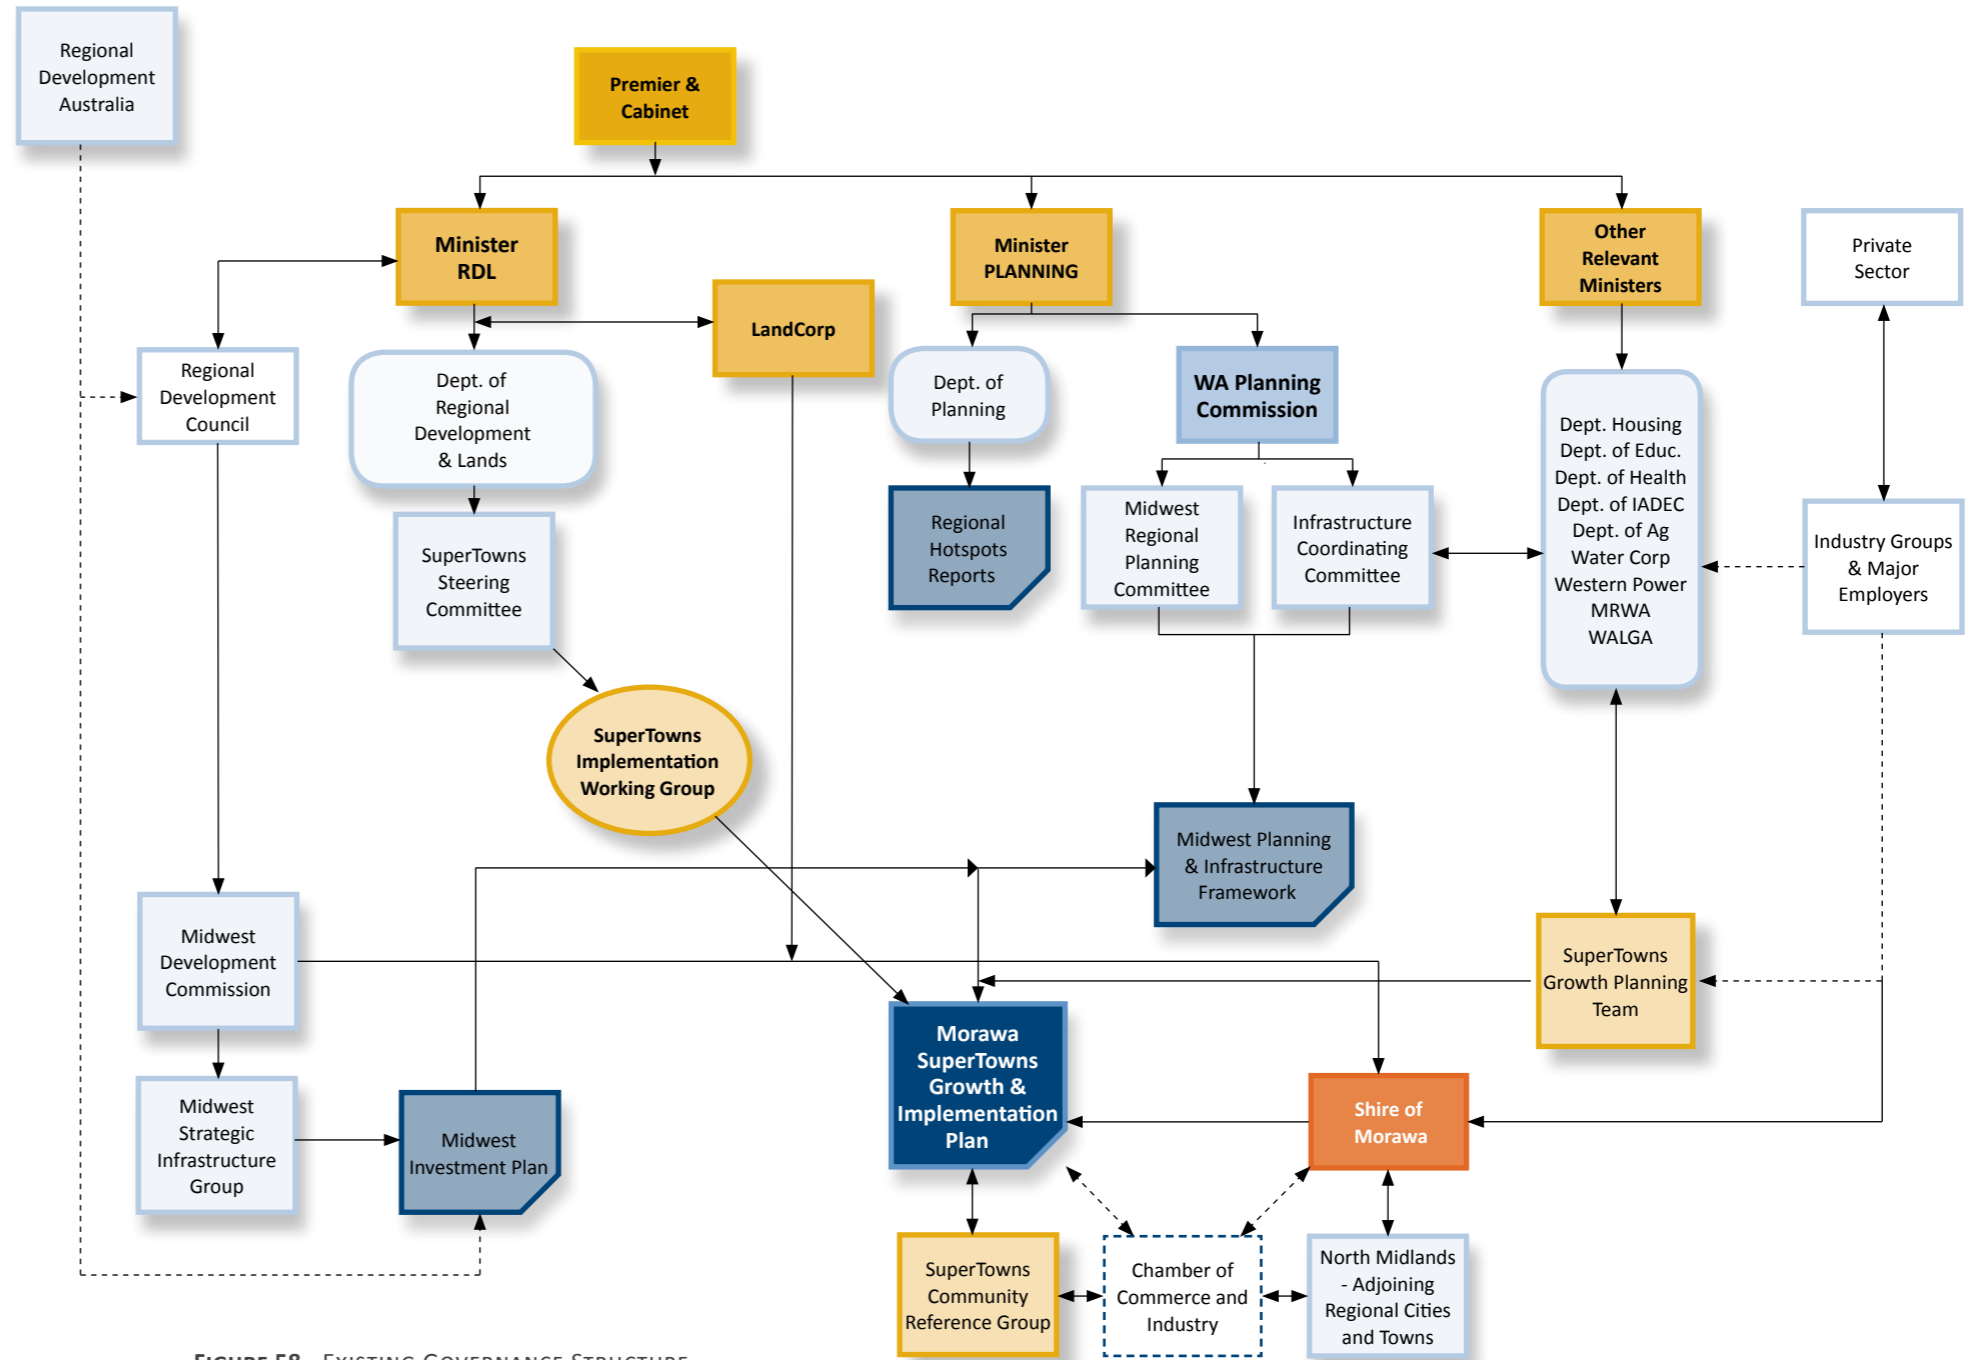 Regional
Development
Australia
Premier &
Cabinet
Minister
RDL
Minister
PLANNING
Other
Relevant
Ministers
Private
Sector
LandCorp
Regional
Development
Council
Dept. of
Regional
Development
& Lands
Dept. of
Planning
WA Planning
Commission
Dept. Housing
Dept. of Educ.
Dept. of Health
Dept. of IADEC
Dept. of Ag
Water Corp
Western Power
MRWA
WALGA
SuperTowns
Steering
Committee
Regional
Hotspots
Reports
Midwest
Regional
Planning
Committee
Infrastructure
Coordinating
Committee
Industry Groups
& Major
Employers
SuperTowns
Implementation
Working Group
Midwest Planning
& Infrastructure
Framework
Midwest
Development
Commission
SuperTowns
Growth Planning
Team
Morawa
SuperTowns
Growth &
Implementation
Plan
Midwest
Strategic
Infrastructure
Group
Midwest
Investment Plan
Shire of
Morawa
SuperTowns
Community
Reference Group
Chamber of
Commerce and
Industry
North Midlands
- Adjoining
Regional Cities
and Towns
FIGURE 58 EXISTING GOVERNANCE STRUCTURE